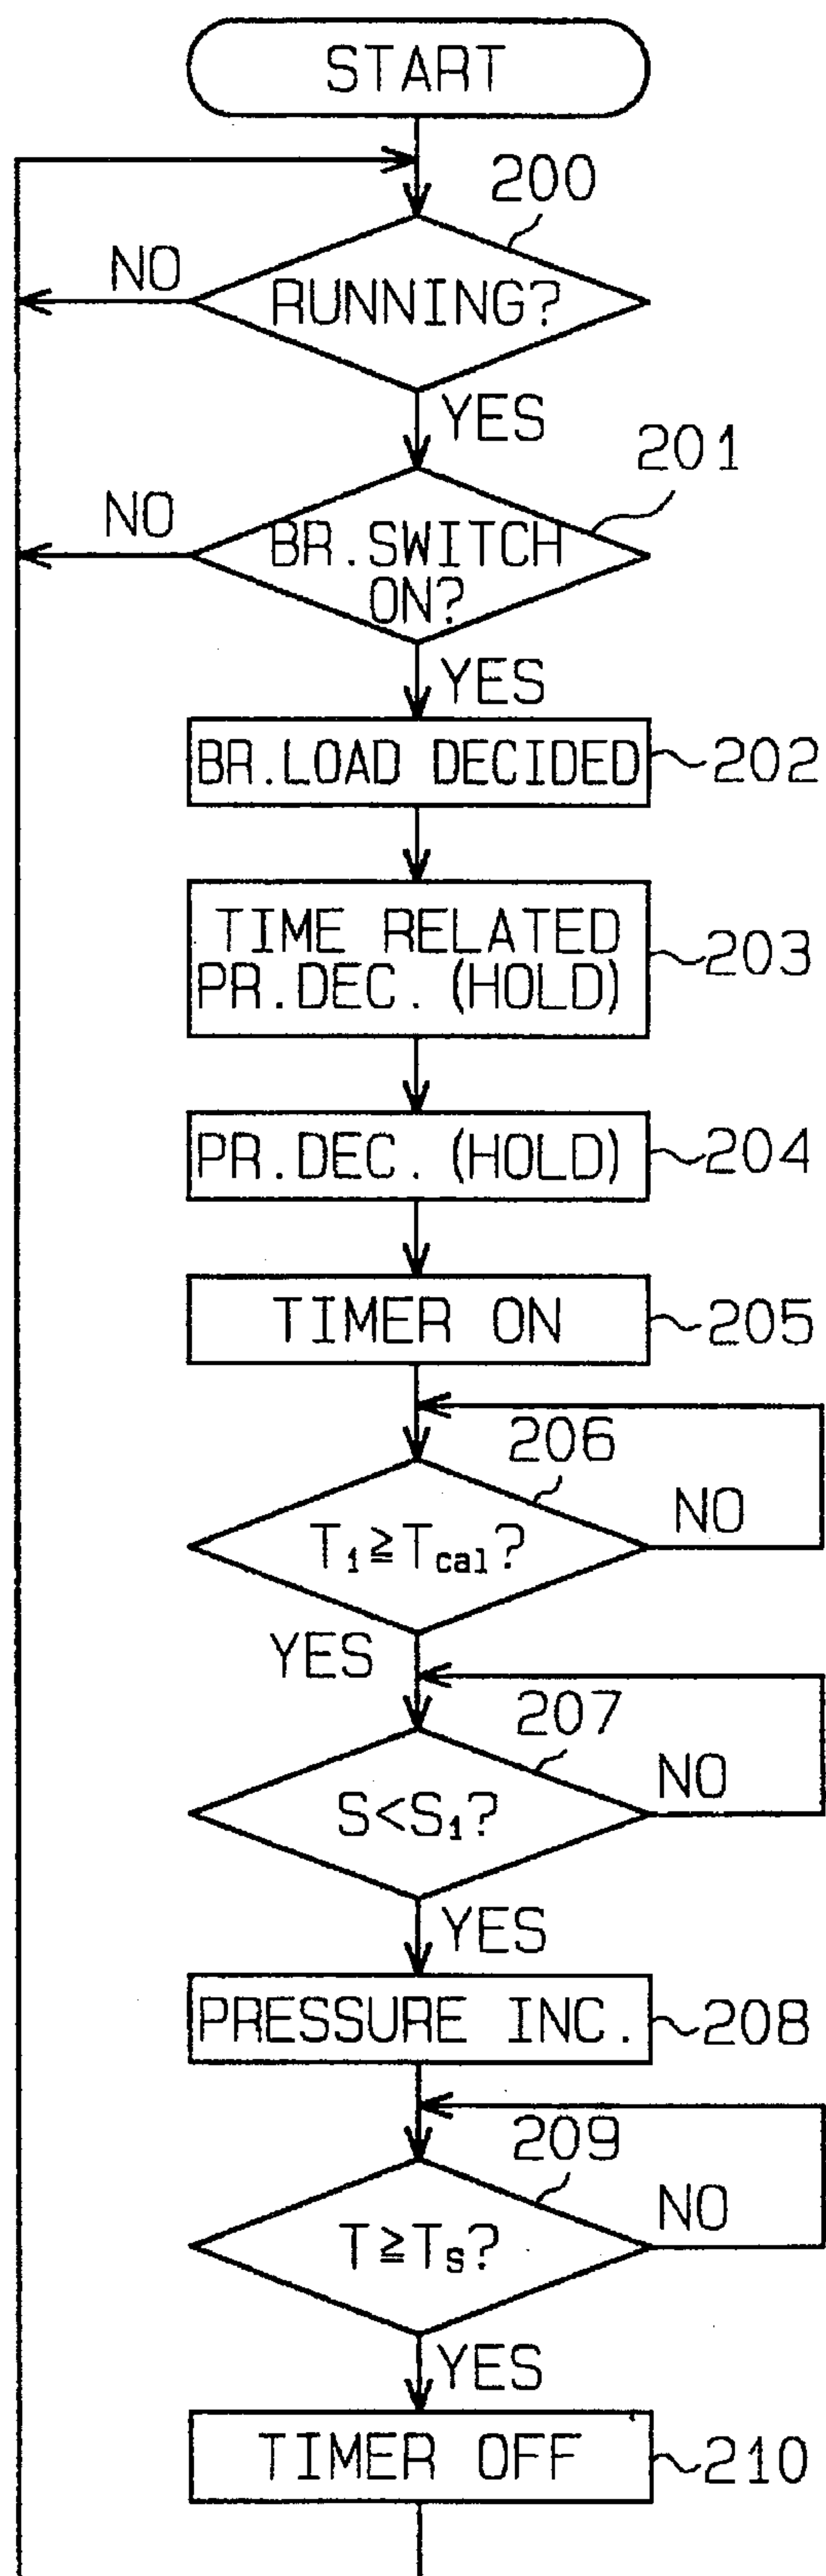 START
200
RUNNING?
NO
YES
201
BR.SWITCH
ON?
NO
YES
BR.LOAD DECIDED
202
TIME RELATED
PR.DEC. (HOLD)
203
PR.DEC. (HOLD)
204
TIMER ON
205
206
T₁≧Tcal?
NO
YES
207
S<S₁?
NO
YES
PRESSURE INC.
208
209
T≧Ts?
NO
YES
TIMER OFF
210